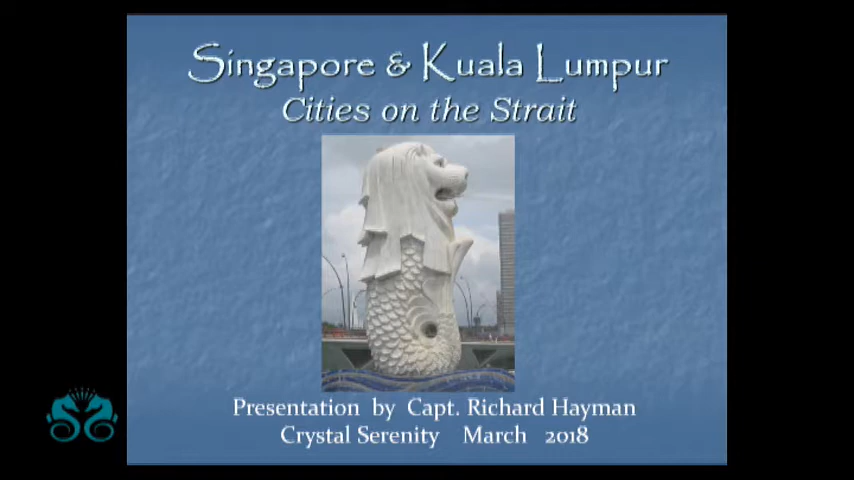 Singapore & Kuala Lumpur
Cities on the Strait
Presentation by Capt. Richard Hayman
Crystal Serenity March 2018